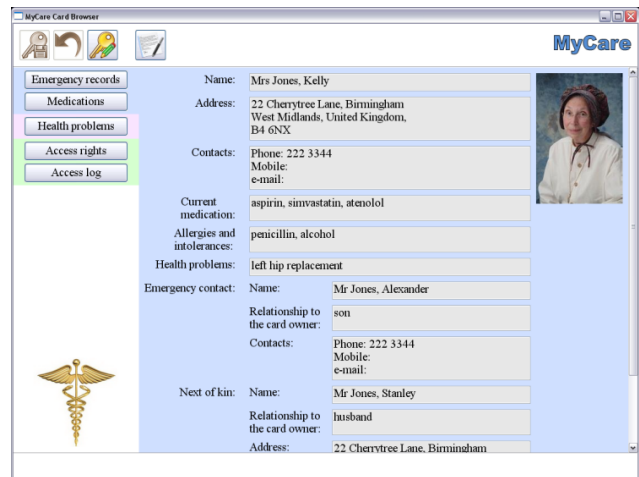 MyCare Card Browser
MyCare
Emergency records
Medications
Health problems
Access rights
Access log
Name: Mrs Jones, Kelly
Address: 22 Cherrytree Lane, Birmingham
West Midlands, United Kingdom,
B4 6NX
Contacts: Phone: 222 3344
Mobile:
e-mail:
Current
medication: aspirin, simvastatin, atenolol
Allergies and
intolerances: penicillin, alcohol
Health problems: left hip replacement
Emergency contact: Name: Mr Jones, Alexander
Relationship to
the card owner: son
Contacts: Phone: 222 3344
Mobile:
e-mail:
Next of kin: Name: Mr Jones, Stanley
Relationship to
the card owner: husband
Address: 22 Cherrytree Lane, Birmingham